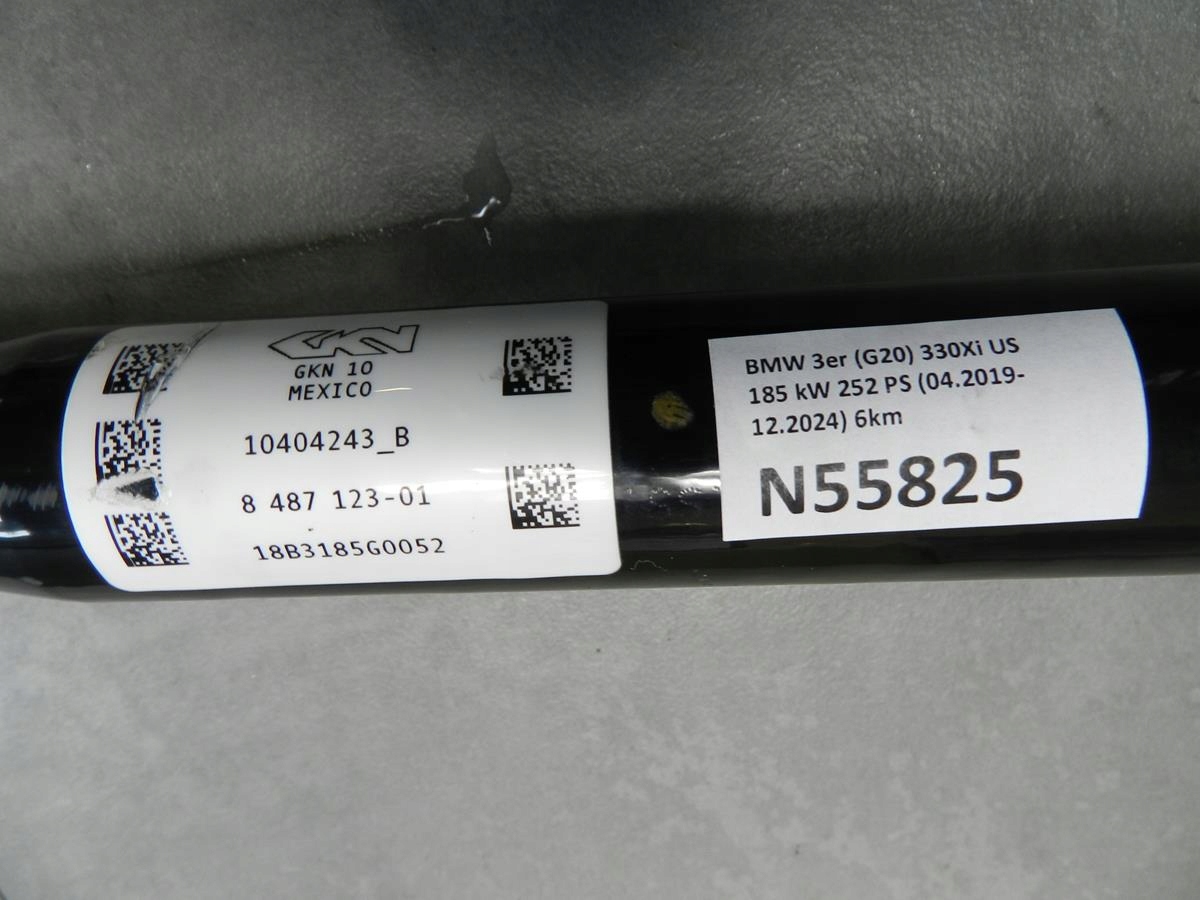 GKN
GKN 10
MEXICO
10404243_B
8 487 123-01
18B3185G0052
BMW 3er (G20) 330Xi US
185 kW 252 PS (04.2019-
12.2024) 6km
N55825